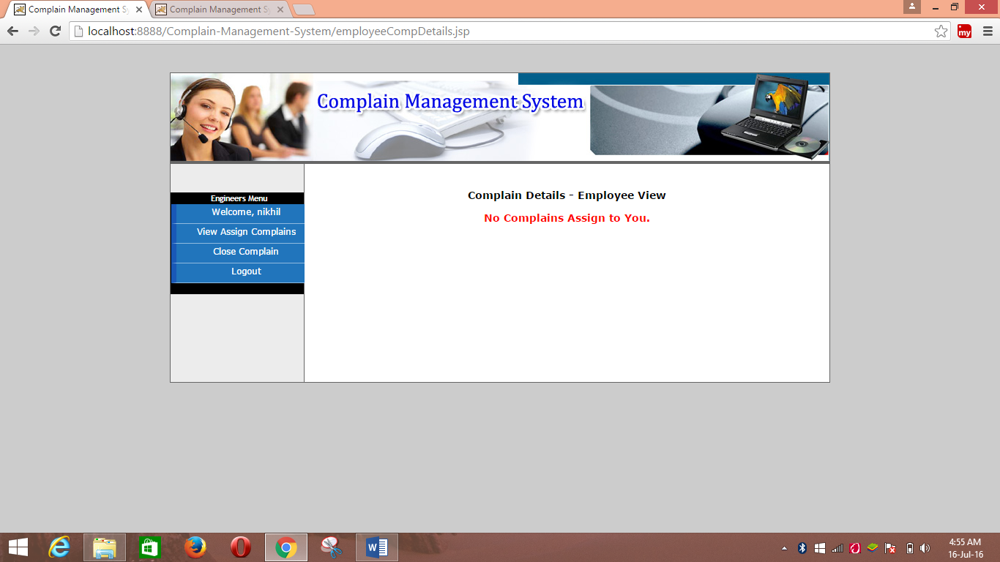 Complain Management Sy
Complain Management S
localhost:8888/Complain-Management-System/employeeCompDetails.jsp
my
Complain Management System
Engineers Menu
Welcome, nikhil
View Assign Complains
Close Complain
Logout
Complain Details - Employee View
No Complains Assign to You.
4:55 AM
16-Jul-16